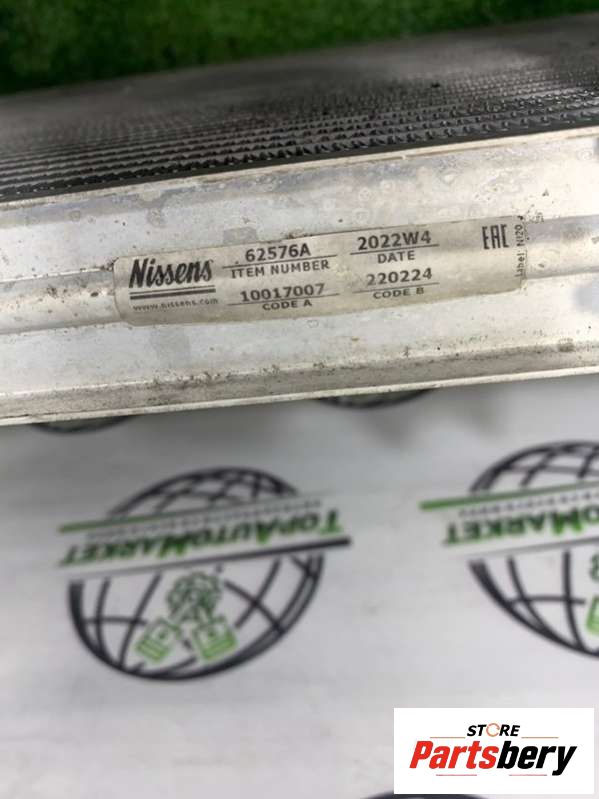 Nissens
www.nissens.com
62576A
ITEM NUMBER
10017007
CODE A
2022W4
DATE
220224
CODE B
EAC
Label
TOPAUTOMARKET
TOPAUTOMARKET
STORE
Partsbery